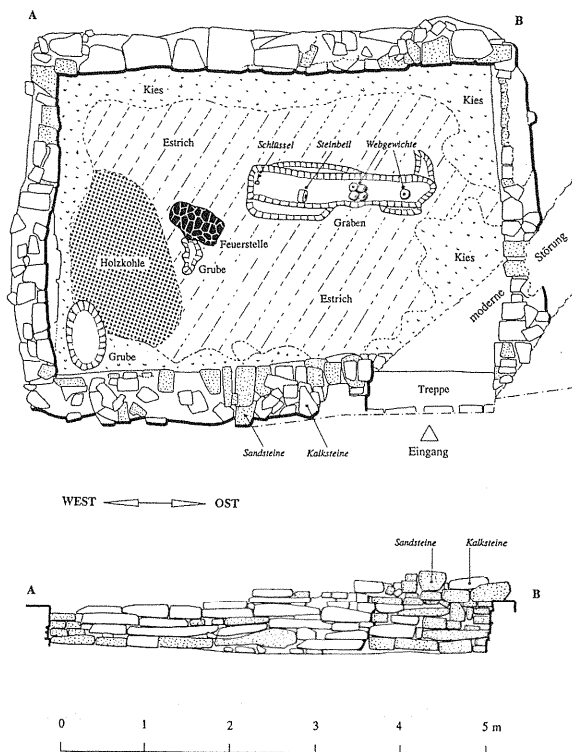 A B
Kies Kies
Estrich
Schlüssel Steinbeil Webgewichte
Graben
Feuerstelle
Grube
Holzkohle
Kies
Estrich
moderne Störung
Grube
Treppe
Eingang
Sandsteine Kalksteine
WEST OST
Sandsteine Kalksteine
A B
0 1 2 3 4 5 m